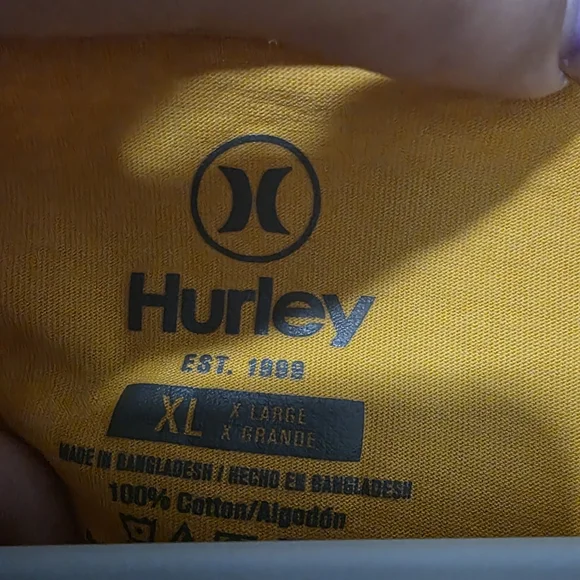 Hurley
EST. 1999
XL X LARGE
X GRANDE
MADE IN BANGLADESH / HECHO EN BANGLADESH
100% Cotton/Algodón